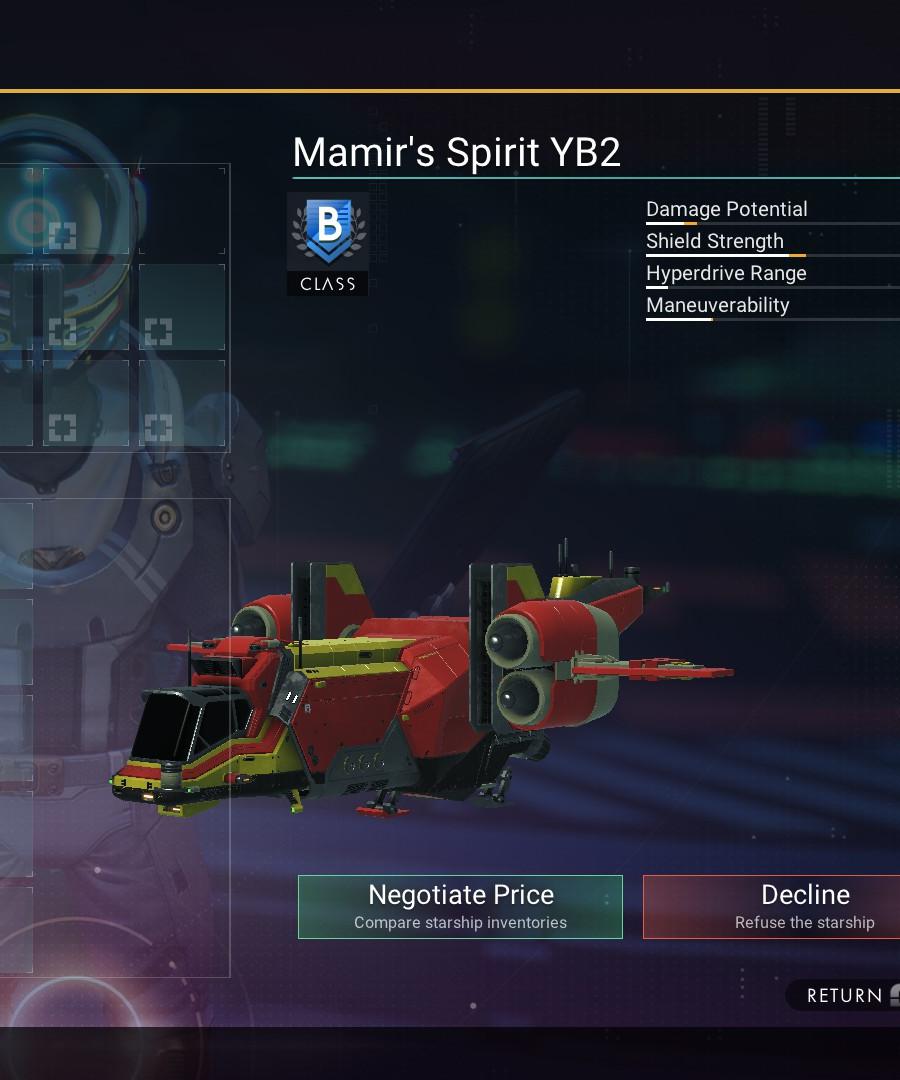 Mamir's Spirit YB2
B
CLASS
Damage Potential
Shield Strength
Hyperdrive Range
Maneuverability
Negotiate Price
Compare starship inventories
Decline
Refuse the starship
RETURN